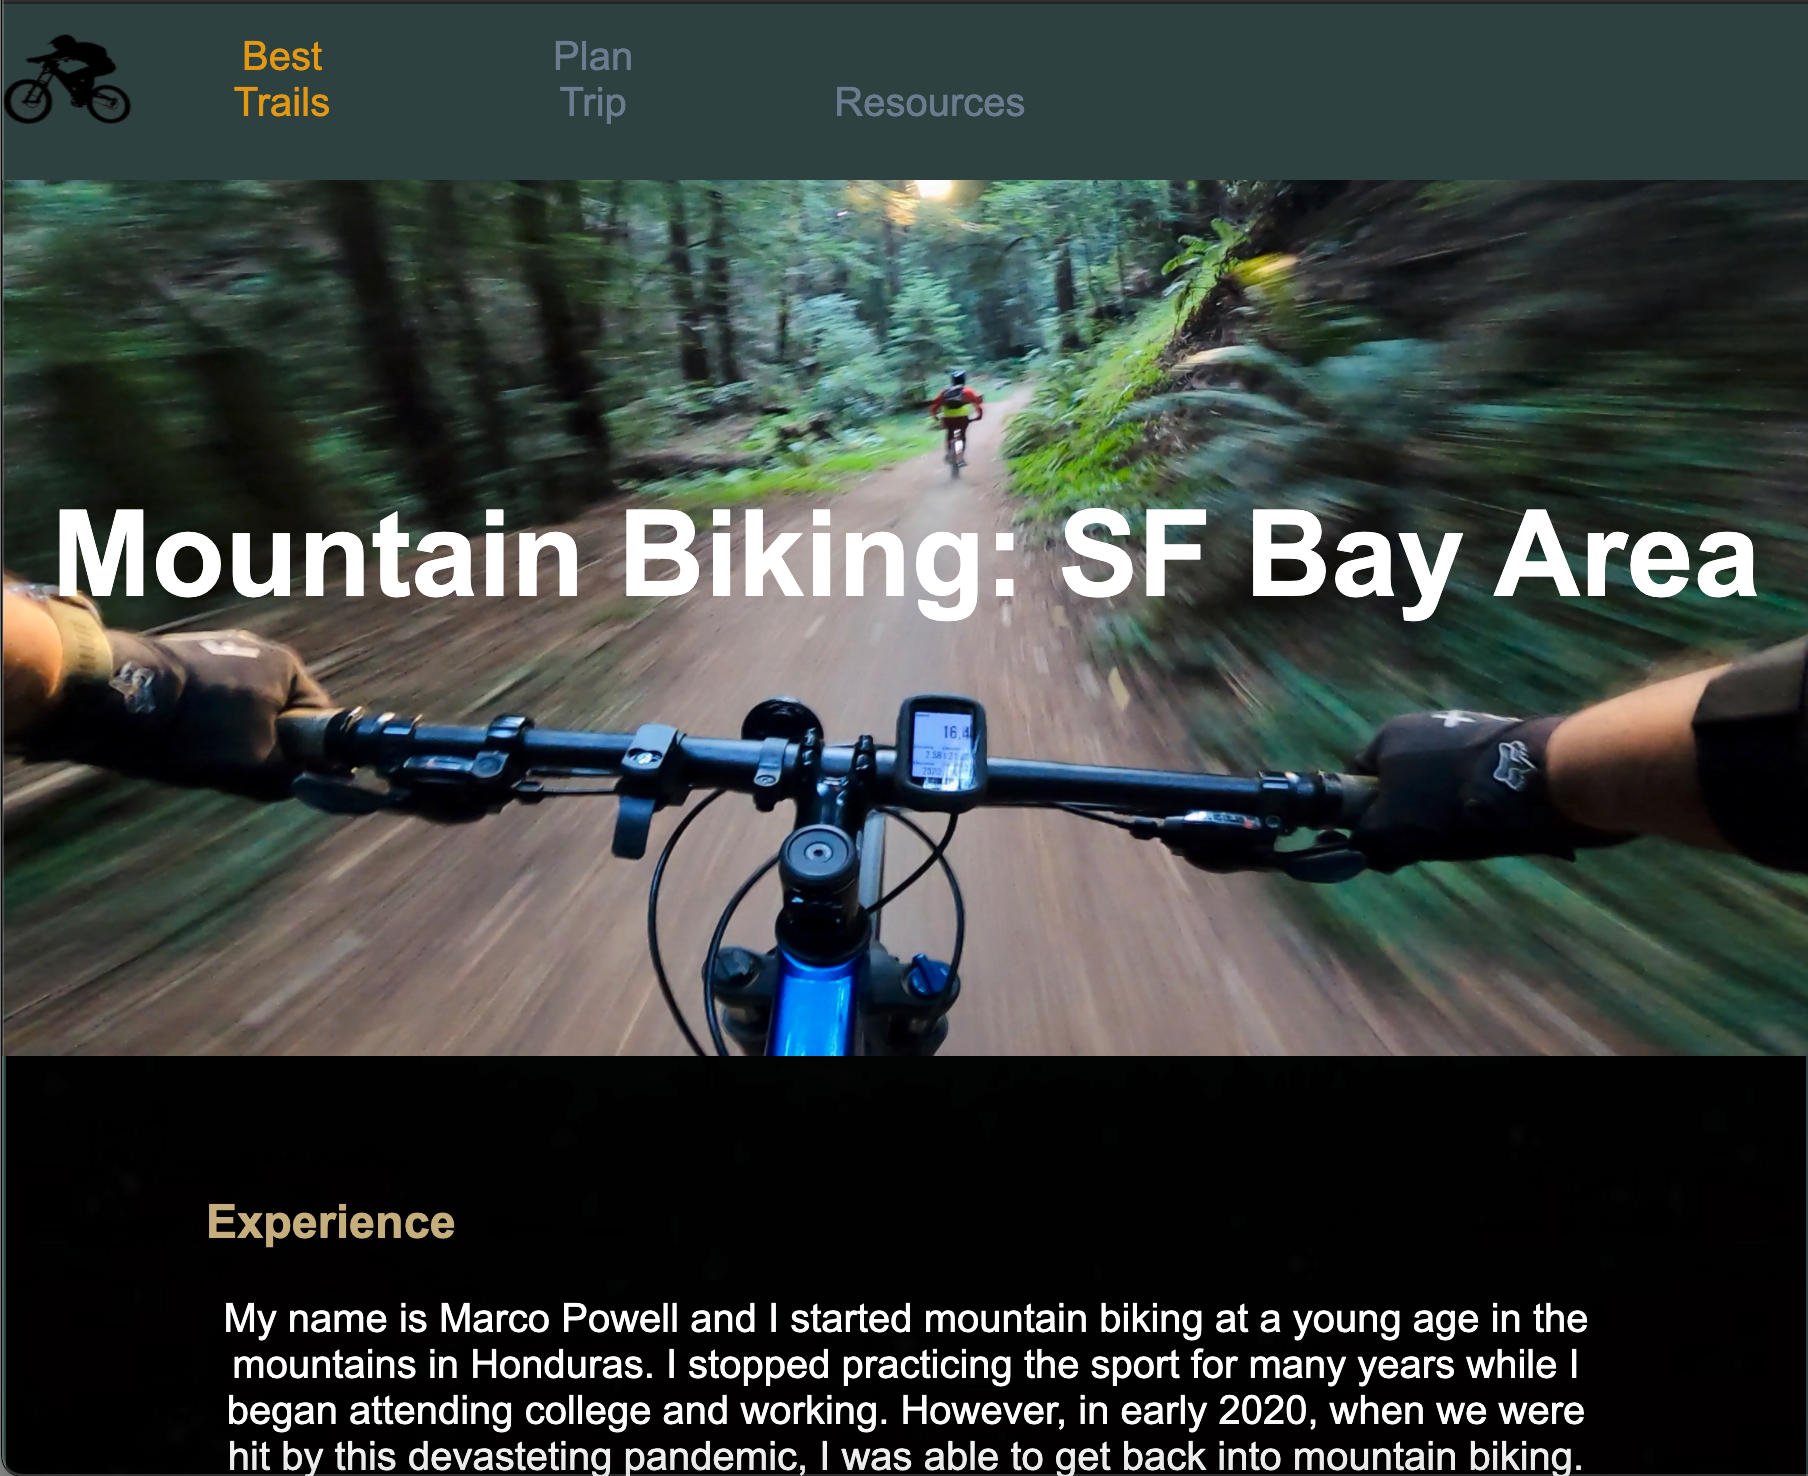 Best
Trails
Plan
Trip
Resources
Mountain Biking: SF Bay Area
16.4
Experience
My name is Marco Powell and I started mountain biking at a young age in the
mountains in Honduras. I stopped practicing the sport for many years while I
began attending college and working. However, in early 2020, when we were
hit by this devasteting pandemic, I was able to get back into mountain biking.